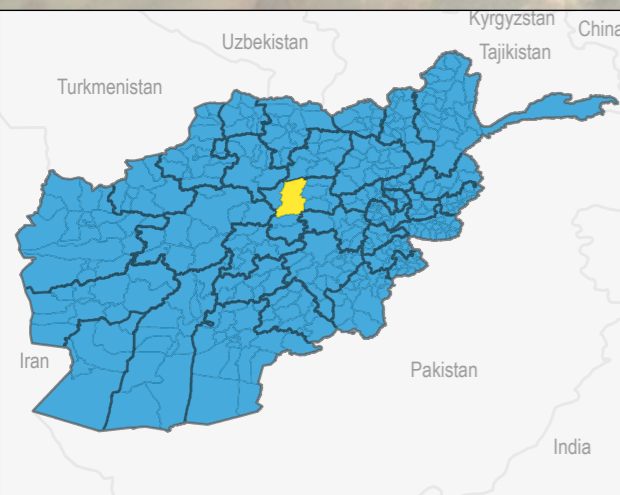 Kyrgyzstan
China
Uzbekistan
Tajikistan
Turkmenistan
Iran
Pakistan
India